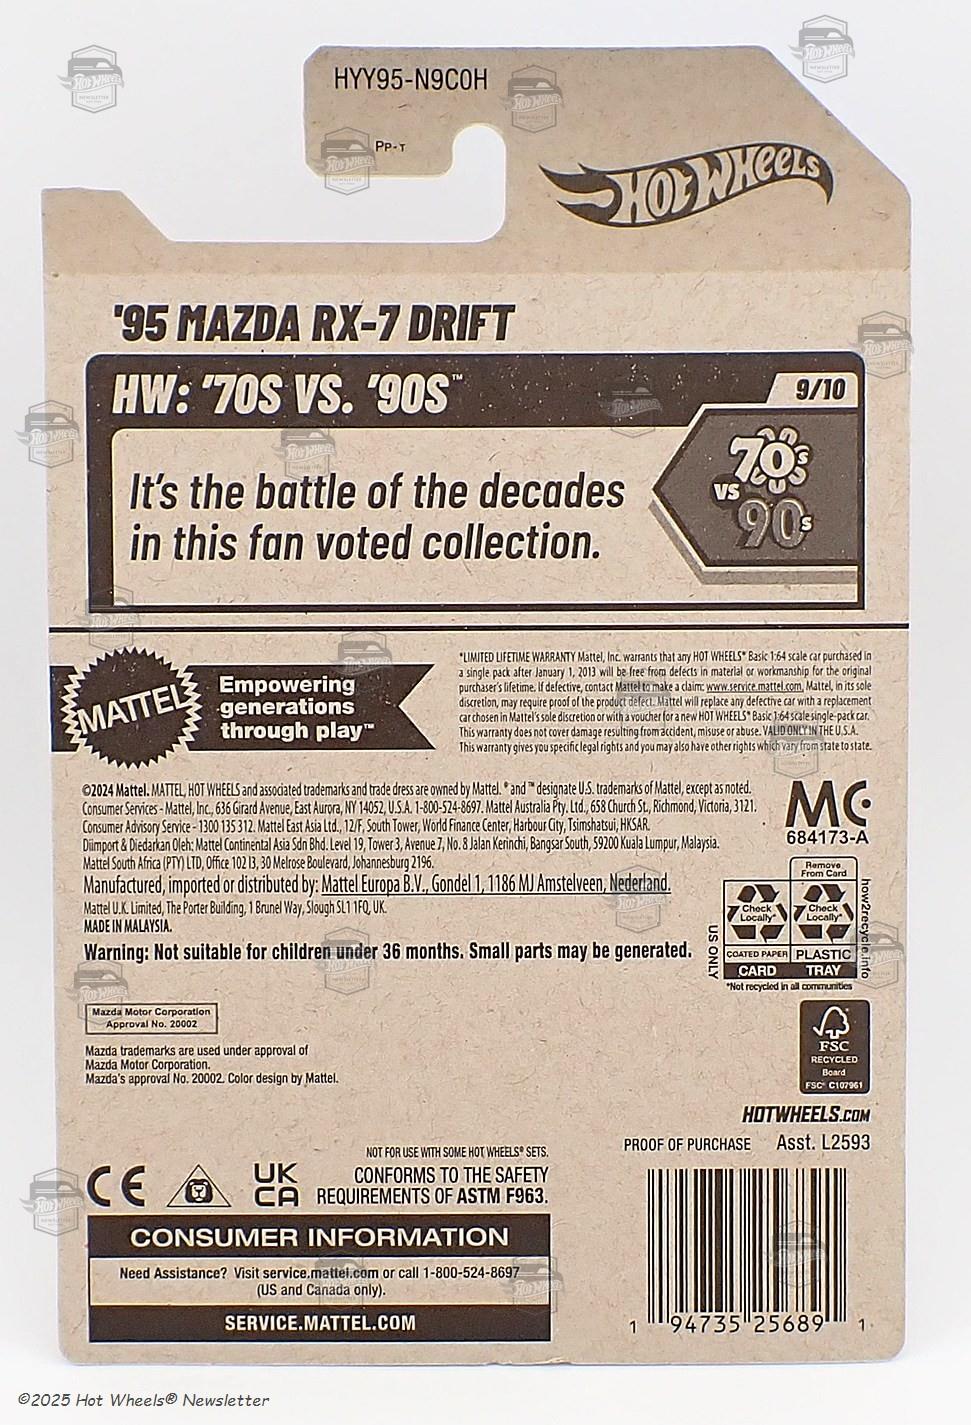 HYY95-N9C0H
PP-T
HOT WHEELS
'95 MAZDA RX-7 DRIFT
HW: '70S VS. '90S™
9/10
It's the battle of the decades
in this fan voted collection.
70s
VS
90s
MATTEL
Empowering
generations
through play™
*LIMITED LIFETIME WARRANTY Mattel, Inc. warrants that any HOT WHEELS® Basic 1:64 scale car purchased in
a single pack after January 1, 2013 will be free from defects in material or workmanship for the original
purchaser's lifetime. If defective, contact Mattel to make a claim: www.service.mattel.com. Mattel, in its sole
discretion, may require proof of the product defect. Mattel will replace any defective car with a replacement
car chosen in Mattel's sole discretion or with a voucher for a new HOT WHEELS® Basic 1:64 scale single-pack car.
This warranty does not cover damage resulting from accident, misuse or abuse. VALID ONLY IN THE U.S.A.
This warranty gives you specific legal rights and you may also have other rights which vary from state to state.
©2024 Mattel. MATTEL, HOT WHEELS and associated trademarks and trade dress are owned by Mattel. ® and ™ designate U.S. trademarks of Mattel, except as noted.
Consumer Services - Mattel, Inc., 636 Girard Avenue, East Aurora, NY 14052, U.S.A. 1-800-524-8697. Mattel Australia Pty. Ltd., 658 Church St., Richmond, Victoria, 3121.
Consumer Advisory Service - 1300 135 312. Mattel East Asia Ltd., 12/F, South Tower, World Finance Center, Harbour City, Tsimshatsui, HKSAR.
Diimport & Diedarkan Oleh: Mattel Continental Asia Sdn Bhd. Level 19, Tower 3, Avenue 7, No. 8 Jalan Kerinchi, Bangsar South, 59200 Kuala Lumpur, Malaysia.
Mattel South Africa (PTY) LTD, Office 102 I3, 30 Melrose Boulevard, Johannesburg 2196.
Manufactured, imported or distributed by: Mattel Europa B.V., Gondel 1, 1186 MJ Amstelveen, Nederland.
Mattel U.K. Limited, The Porter Building, 1 Brunel Way, Slough SL1 1FQ, UK.
MADE IN MALAYSIA.
Warning: Not suitable for children under 36 months. Small parts may be generated.
MC
684173-A
Remove
From Card
Check
Locally*
Check
Locally*
COATED PAPER
PLASTIC
CARD
TRAY
US ONLY
how2recycle.info
*Not recycled in all communities
Mazda Motor Corporation
Approval No. 20002
Mazda trademarks are used under approval of
Mazda Motor Corporation.
Mazda's approval No. 20002. Color design by Mattel.
FSC
RECYCLED
Board
FSC® C107961
HOTWHEELS.COM
PROOF OF PURCHASE Asst. L2593
CE
UK
CA
NOT FOR USE WITH SOME HOT WHEELS® SETS.
CONFORMS TO THE SAFETY
REQUIREMENTS OF ASTM F963.
CONSUMER INFORMATION
Need Assistance? Visit service.mattel.com or call 1-800-524-8697
(US and Canada only).
SERVICE.MATTEL.COM
1 94735 25689 1
©2025 Hot Wheels® Newsletter